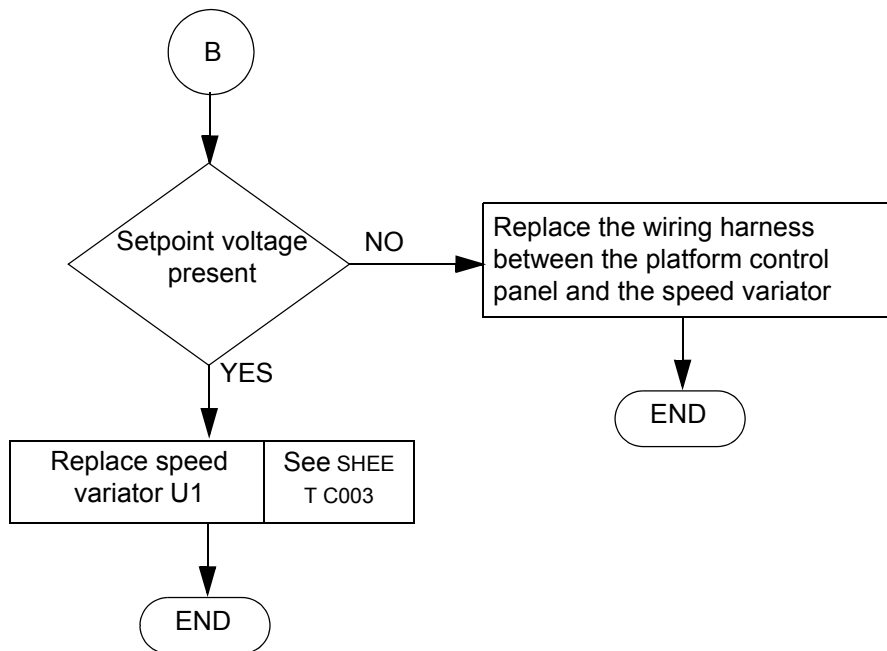 B
Setpoint voltage
present
NO
Replace the wiring harness
between the platform control
panel and the speed variator
YES
END
Replace speed
variator U1
See SHEE
T C003
END